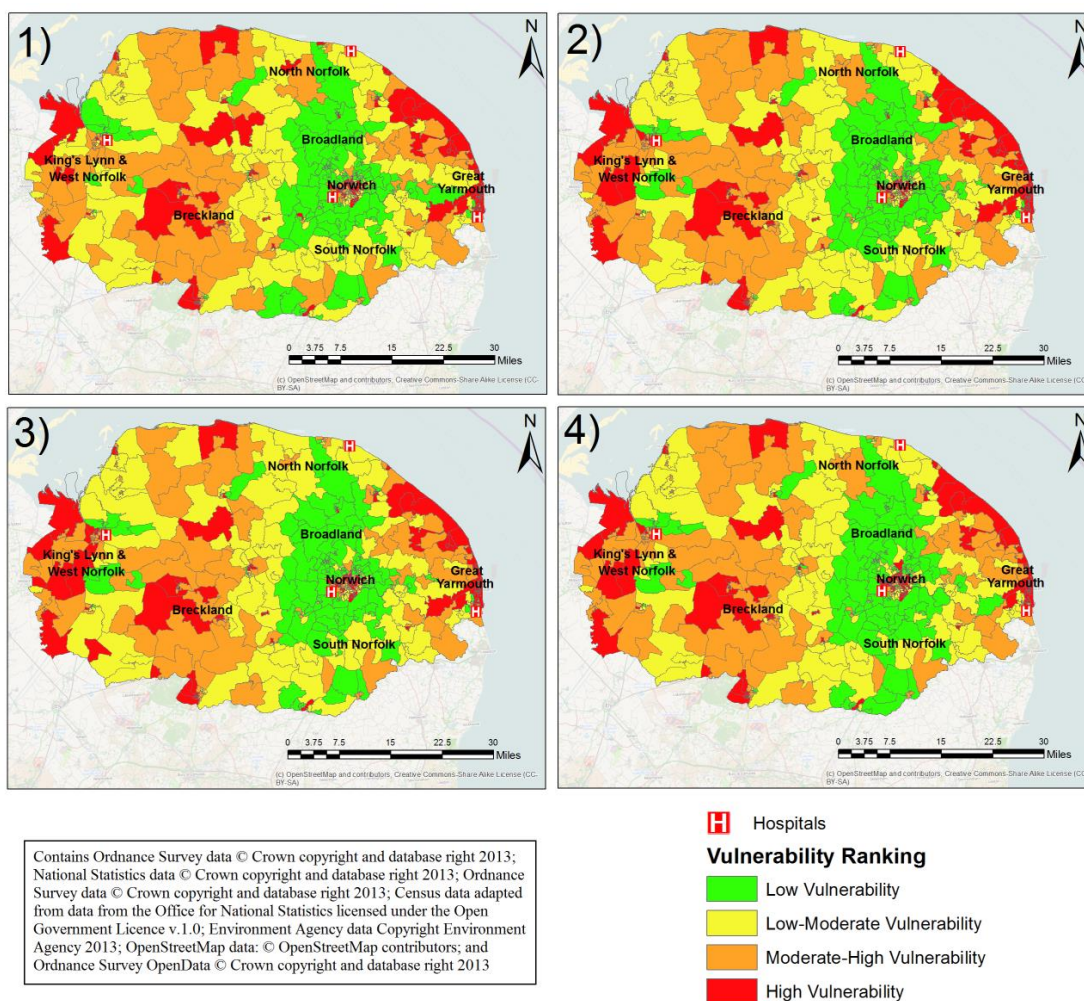 1)
N
H
North Norfolk
Broadland
H
King's Lynn &
West Norfolk
Norwich
H
Great
Yarmouth
H
Breckland
South Norfolk
0 3.75 7.5 15 22.5 30
Miles
(c) OpenStreetMap and contributors, Creative Commons-Share Alike License (CC-
BY-SA)
2)
N
H
North Norfolk
Broadland
H
King's Lynn &
West Norfolk
Norwich
H
Great
Yarmouth
H
Breckland
South Norfolk
0 3.75 7.5 15 22.5 30
Miles
(c) OpenStreetMap and contributors, Creative Commons-Share Alike License (CC-
BY-SA)
3)
N
H
North Norfolk
Broadland
H
King's Lynn &
West Norfolk
Norwich
H
Great
Yarmouth
H
Breckland
South Norfolk
0 3.75 7.5 15 22.5 30
Miles
(c) OpenStreetMap and contributors, Creative Commons-Share Alike License (CC-
BY-SA)
4)
N
H
North Norfolk
Broadland
H
King's Lynn &
West Norfolk
Norwich
H
Great
Yarmouth
H
Breckland
South Norfolk
0 3.75 7.5 15 22.5 30
Miles
(c) OpenStreetMap and contributors, Creative Commons-Share Alike License (CC-
BY-SA)
Contains Ordnance Survey data © Crown copyright and database right 2013;
National Statistics data © Crown copyright and database right 2013; Ordnance
Survey data © Crown copyright and database right 2013; Census data adapted
from data from the Office for National Statistics licensed under the Open
Government Licence v.1.0; Environment Agency data Copyright Environment
Agency 2013; OpenStreetMap data: © OpenStreetMap contributors; and
Ordnance Survey OpenData © Crown copyright and database right 2013
H Hospitals
Vulnerability Ranking
Low Vulnerability
Low-Moderate Vulnerability
Moderate-High Vulnerability
High Vulnerability